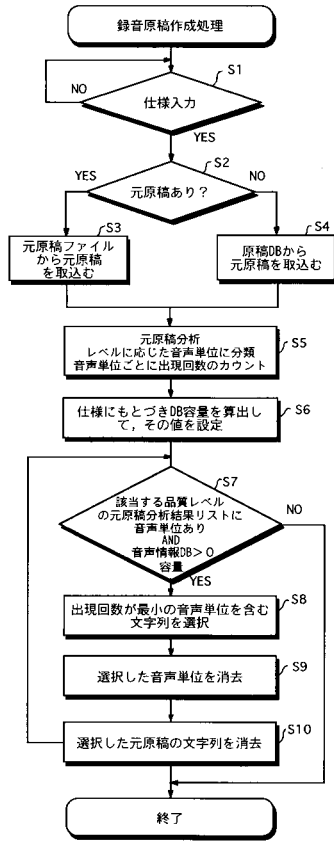 録音原稿作成処理
S1
NO
仕様入力
YES
S2
YES
NO
元原稿あり?
S3
S4
元原稿ファイル
から元原稿
を取込む
原稿DBから
元原稿を取込む
元原稿分析
レベルに応じた音声単位に分類
音声単位ごとに出現回数のカウント
S5
仕様にもとづきDB容量を算出し
て,その値を設定
S6
S7
該当する品質レベル
の元原稿分析結果リストに
音声単位あり
AND
音声情報DB>0
容量
NO
YES
S8
出現回数が最小の音声単位を含む
文字列を選択
S9
選択した音声単位を消去
S10
選択した元原稿の文字列を消去
終了